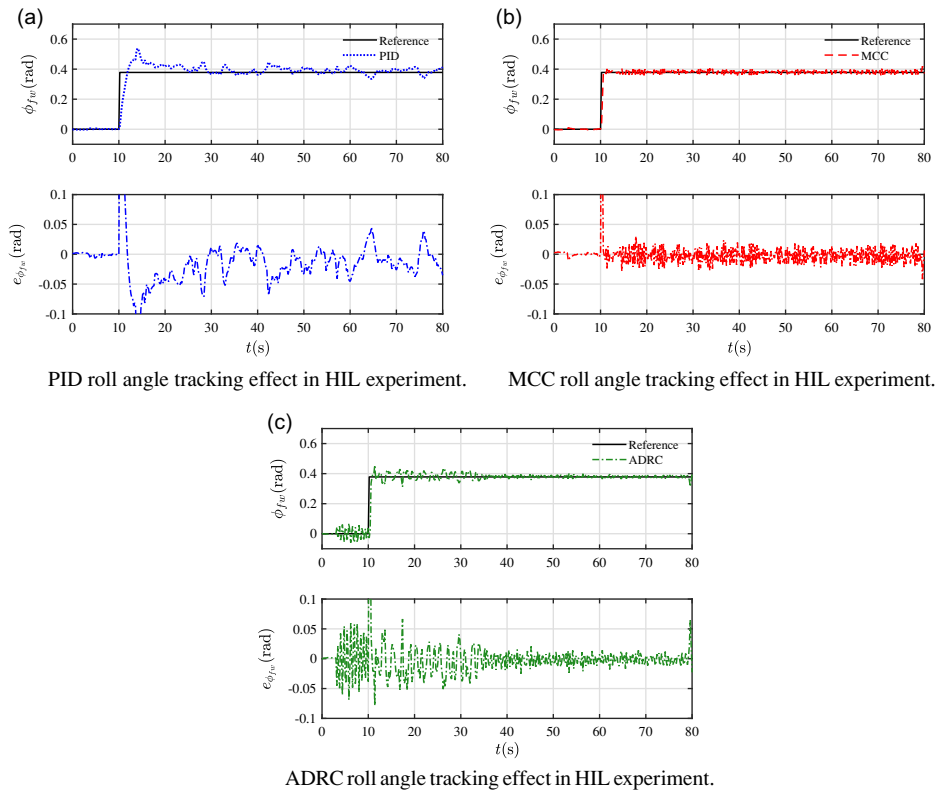 (a)
0.6
0.4
0.2
0
ϕ_fw(rad)
Reference
PID
0 10 20 30 40 50 60 70 80
0.1
0.05
0
-0.05
-0.1
e_ϕ_fw(rad)
0 10 20 30 40 50 60 70 80
t(s)
PID roll angle tracking effect in HIL experiment.
(b)
0.6
0.4
0.2
0
ϕ_fw(rad)
Reference
MCC
0 10 20 30 40 50 60 70 80
0.1
0.05
0
-0.05
-0.1
e_ϕ_fw(rad)
0 10 20 30 40 50 60 70 80
t(s)
MCC roll angle tracking effect in HIL experiment.
(c)
0.6
0.4
0.2
0
ϕ_fw(rad)
Reference
ADRC
0 10 20 30 40 50 60 70 80
0.1
0.05
0
-0.05
-0.1
e_ϕ_fw(rad)
0 10 20 30 40 50 60 70 80
t(s)
ADRC roll angle tracking effect in HIL experiment.